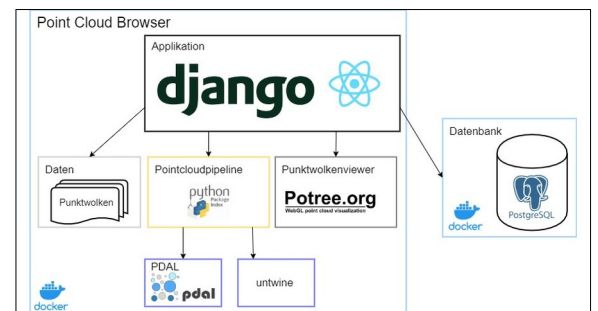 Point Cloud Browser
Applikation
django
Datenbank
PostgreSQL
docker
Daten
Punktwolken
Pointcloudpipeline
python
Package
Index
Punktwolkenviewer
Potree.org
WebGL point cloud visualization
PDAL
pdal
untwine
docker